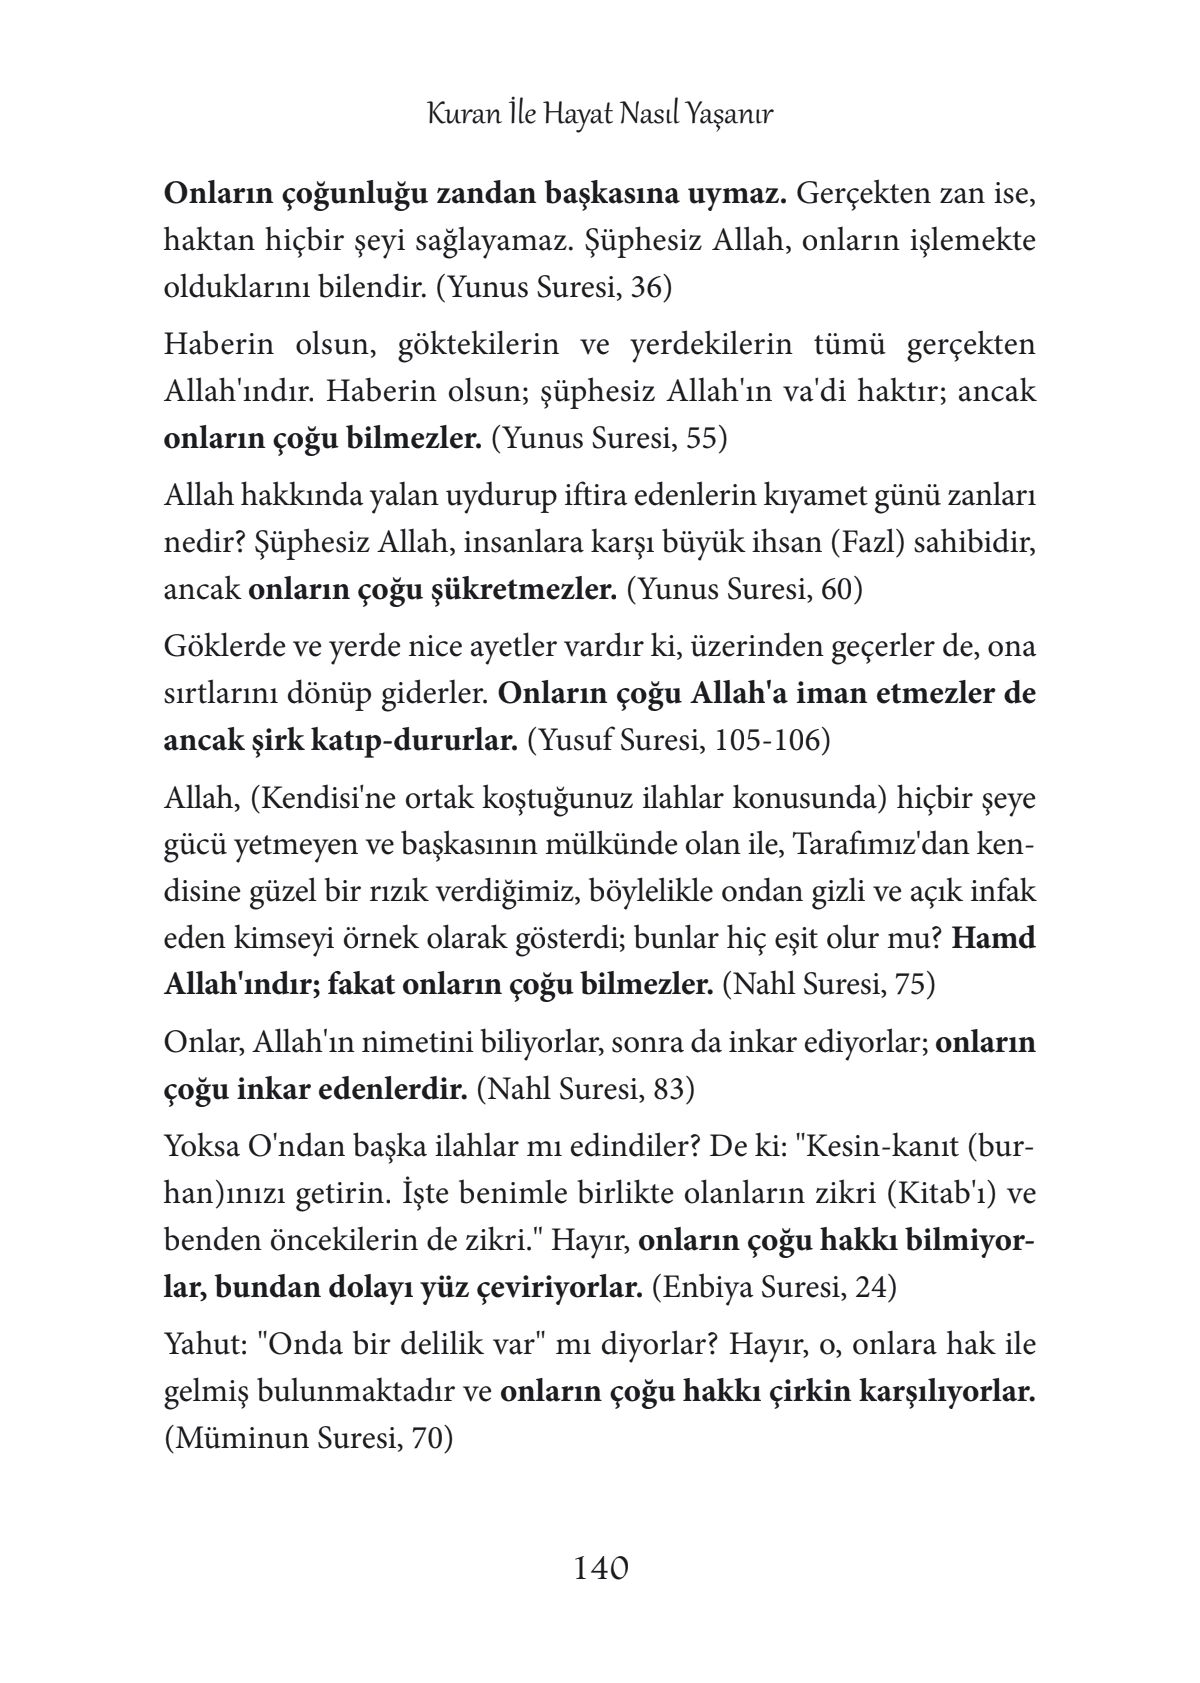 Kuran İle Hayat Nasıl Yaşanır
Onların çoğunluğu zandan başkasına uymaz. Gerçekten zan ise,
haktan hiçbir şeyi sağlayamaz. Şüphesiz Allah, onların işlemekte
olduklarını bilendir. (Yunus Suresi, 36)
Haberin olsun, göktekilerin ve yerdekilerin tümü gerçekten
Allah'ındır. Haberin olsun; şüphesiz Allah'ın va'di haktır; ancak
onların çoğu bilmezler. (Yunus Suresi, 55)
Allah hakkında yalan uydurup iftira edenlerin kıyamet günü zanları
nedir? Şüphesiz Allah, insanlara karşı büyük ihsan (Fazl) sahibidir,
ancak onların çoğu şükretmezler. (Yunus Suresi, 60)
Göklerde ve yerde nice ayetler vardır ki, üzerinden geçerler de, ona
sırtlarını dönüp giderler. Onların çoğu Allah'a iman etmezler de
ancak şirk katıp-dururlar. (Yusuf Suresi, 105-106)
Allah, (Kendisi'ne ortak koştuğunuz ilahlar konusunda) hiçbir şeye
gücü yetmeyen ve başkasının mülkünde olan ile, Tarafımız'dan ken-
disine güzel bir rızık verdiğimiz, böylelikle ondan gizli ve açık infak
eden kimseyi örnek olarak gösterdi; bunlar hiç eşit olur mu? Hamd
Allah'ındır; fakat onların çoğu bilmezler. (Nahl Suresi, 75)
Onlar, Allah'ın nimetini biliyorlar, sonra da inkar ediyorlar; onların
çoğu inkar edenlerdir. (Nahl Suresi, 83)
Yoksa O'ndan başka ilahlar mı edindiler? De ki: "Kesin-kanıt (bur-
han)ınızı getirin. İşte benimle birlikte olanların zikri (Kitab'ı) ve
benden öncekilerin de zikri." Hayır, onların çoğu hakkı bilmiyor-
lar, bundan dolayı yüz çeviriyorlar. (Enbiya Suresi, 24)
Yahut: "Onda bir delilik var" mı diyorlar? Hayır, o, onlara hak ile
gelmiş bulunmaktadır ve onların çoğu hakkı çirkin karşılıyorlar.
(Müminun Suresi, 70)
140